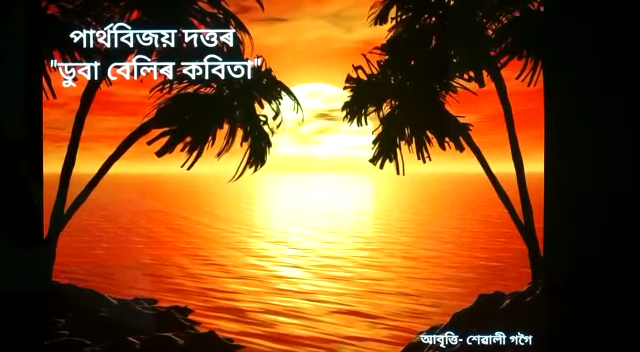 পাৰ্থবিজয় দত্তৰ
"ডুবা বেলিৰ কবিতা"
আবৃত্তি- শেৱালী গগৈ